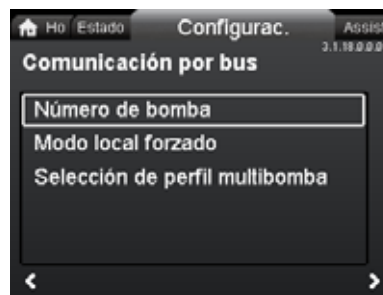 Ho Estado Configurac. Assis
3.1.18.0.0.0
Comunicación por bus
Número de bomba
Modo local forzado
Selección de perfil multibomba